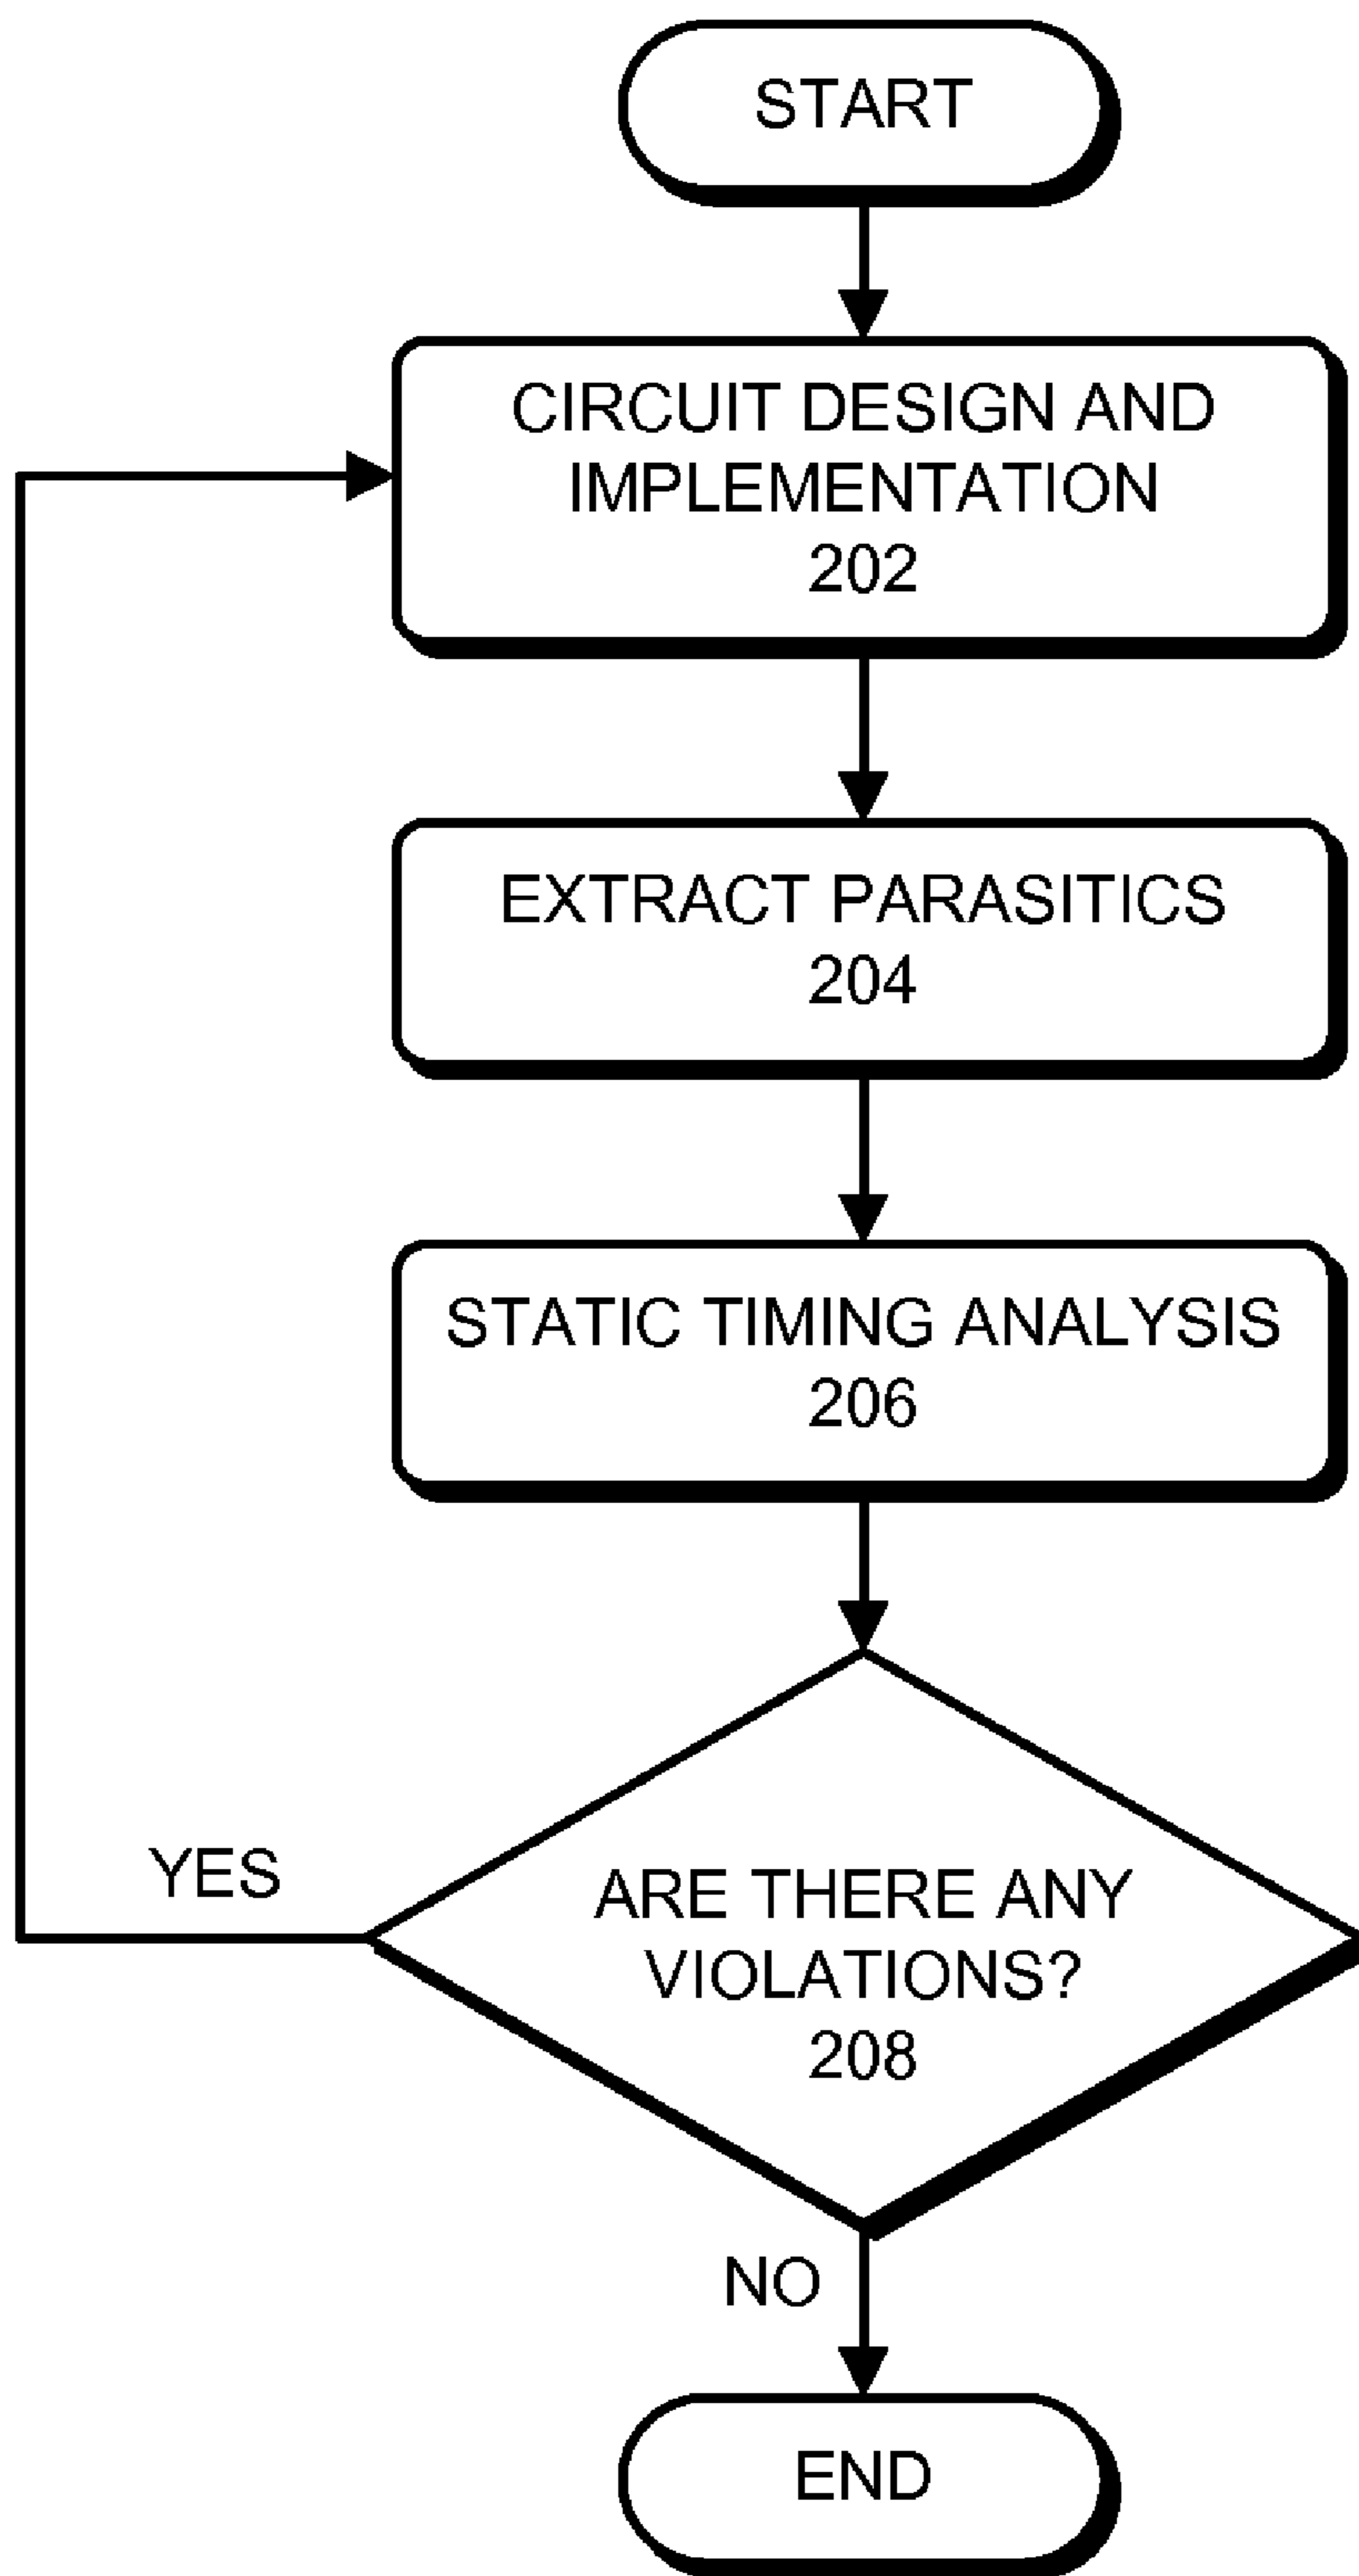 START
CIRCUIT DESIGN AND
IMPLEMENTATION
202
EXTRACT PARASITICS
204
STATIC TIMING ANALYSIS
206
YES
ARE THERE ANY
VIOLATIONS?
208
NO
END